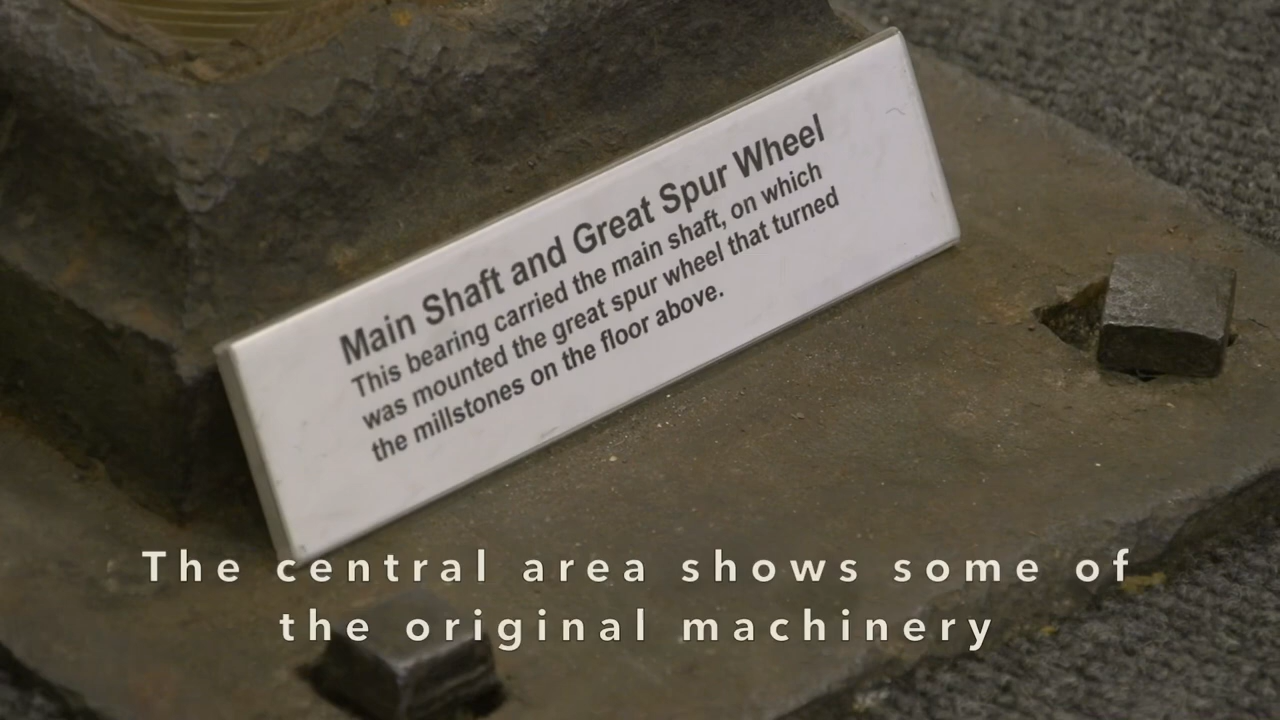 Main Shaft and Great Spur Wheel
This bearing carried the main shaft, on which
was mounted the great spur wheel that turned
the millstones on the floor above.
The central area shows some of
the original machinery